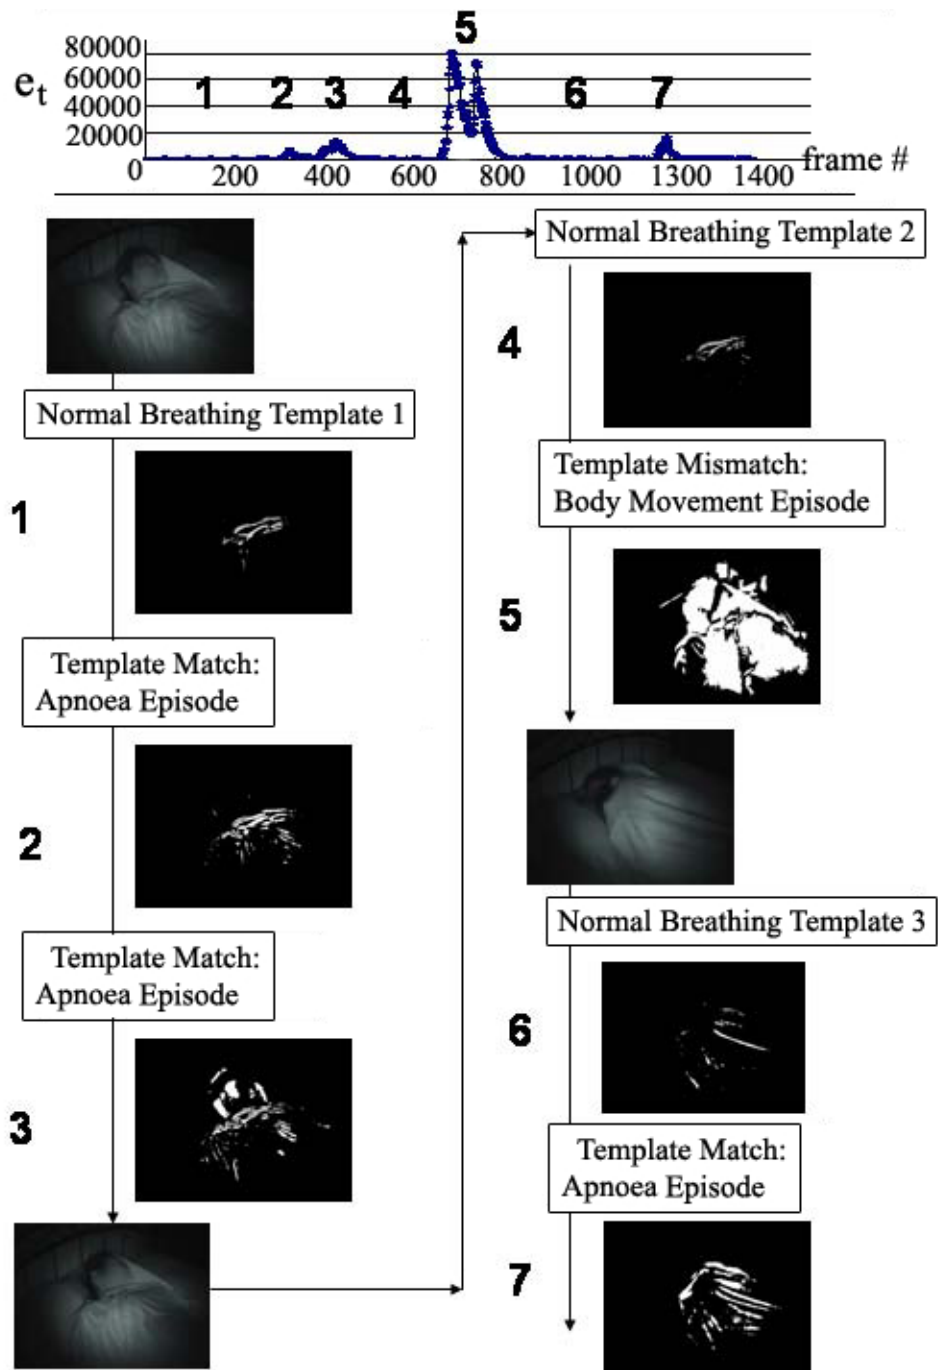 5
80000
60000
40000
20000
e_t
1 2 3 4 6 7
0 200 400 600 800 1000 1300 1400 frame #
Normal Breathing Template 1
1
Template Match:
Apnoea Episode
2
Template Match:
Apnoea Episode
3
Normal Breathing Template 2
4
Template Mismatch:
Body Movement Episode
5
Normal Breathing Template 3
6
Template Match:
Apnoea Episode
7